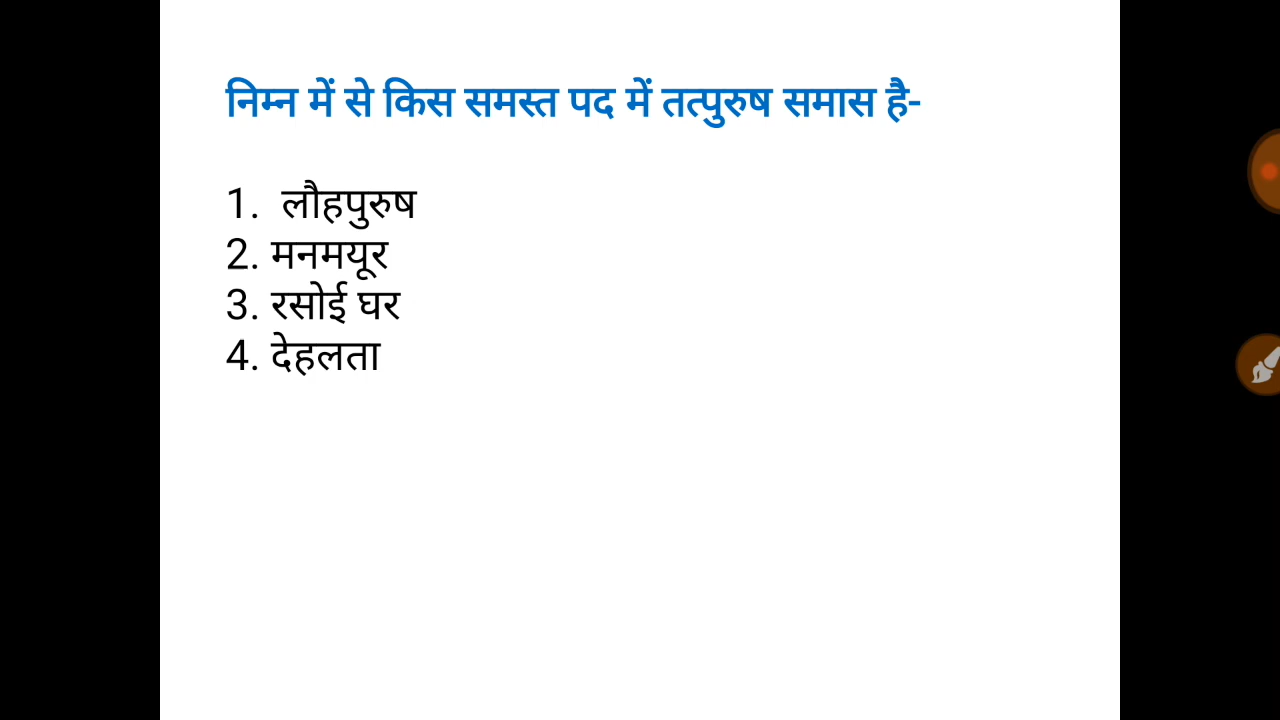 निम्न में से किस समस्त पद में तत्पुरुष समास है-
1. लौहपुरुष
2. मनमयूर
3. रसोई घर
4. देहलता